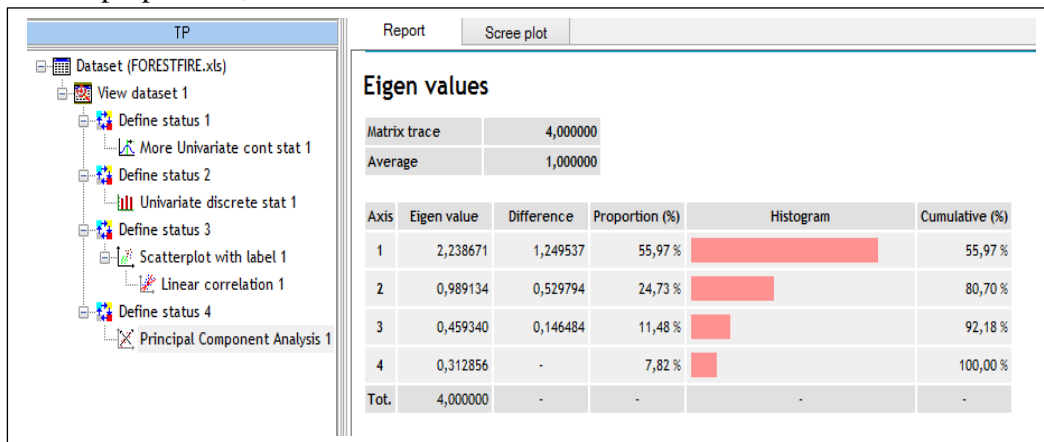 TP
Dataset (FORESTFIRE.xls)
View dataset 1
Define status 1
More Univariate cont stat 1
Define status 2
Univariate discrete stat 1
Define status 3
Scatterplot with label 1
Linear correlation 1
Define status 4
Principal Component Analysis 1
Report Scree plot
Eigen values
Matrix trace 4,000000
Average 1,000000
Axis Eigen value Difference Proportion (%) Histogram Cumulative (%)
1 2,238671 1,249537 55,97 % 55,97 %
2 0,989134 0,529794 24,73 % 80,70 %
3 0,459340 0,146484 11,48 % 92,18 %
4 0,312856 - 7,82 % 100,00 %
Tot. 4,000000 - - - -